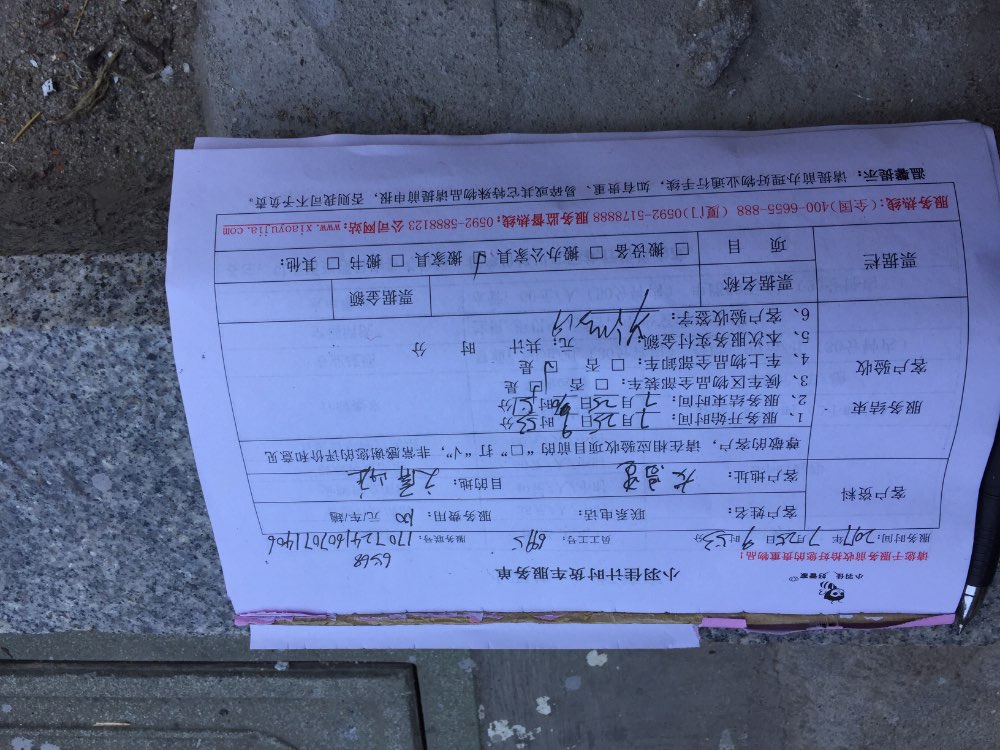 小羽佳 好管家
小羽佳计时货车服务单
6568
请您于服务前收拾好您的贵重物品!
服务时间: 2017年 7月25日 9时53分 员工工号: 695 服务联号: 1707241607071406
客户资料
客户姓名: 联系电话: 服务费用: 100 元/车/趟
客户地址: 目的地:
尊敬的客户，请在相应验收项目前的“□”打“√”，非常感谢您的评价和意见
服务结束 客户验收
1、服务开始时间: 7月25日 9时53分
2、服务结束时间: 7月25日 时 分
3、候车区物品全部装车: □ 否 □ 是
4、车上物品全部卸车: □ 否 □ 是
5、本次服务实付金额: 元; 共计: 时 分
6、客户验收签字:
票据栏
票据名称 票据金额
项 目 □ 搬设备 □ 搬办公家具、□ 搬家具 □ 搬书 □ 其他:
服务热线:(全国)400-6655-888 (厦门)0592-5178888 服务监督热线: 0592-5888123 公司网站: www.xiaoyujia.com
温馨提示: 请提前办理好物业通行手续，如有贵重、易碎或其它特殊物品请提前申报，否则我司不予负责。